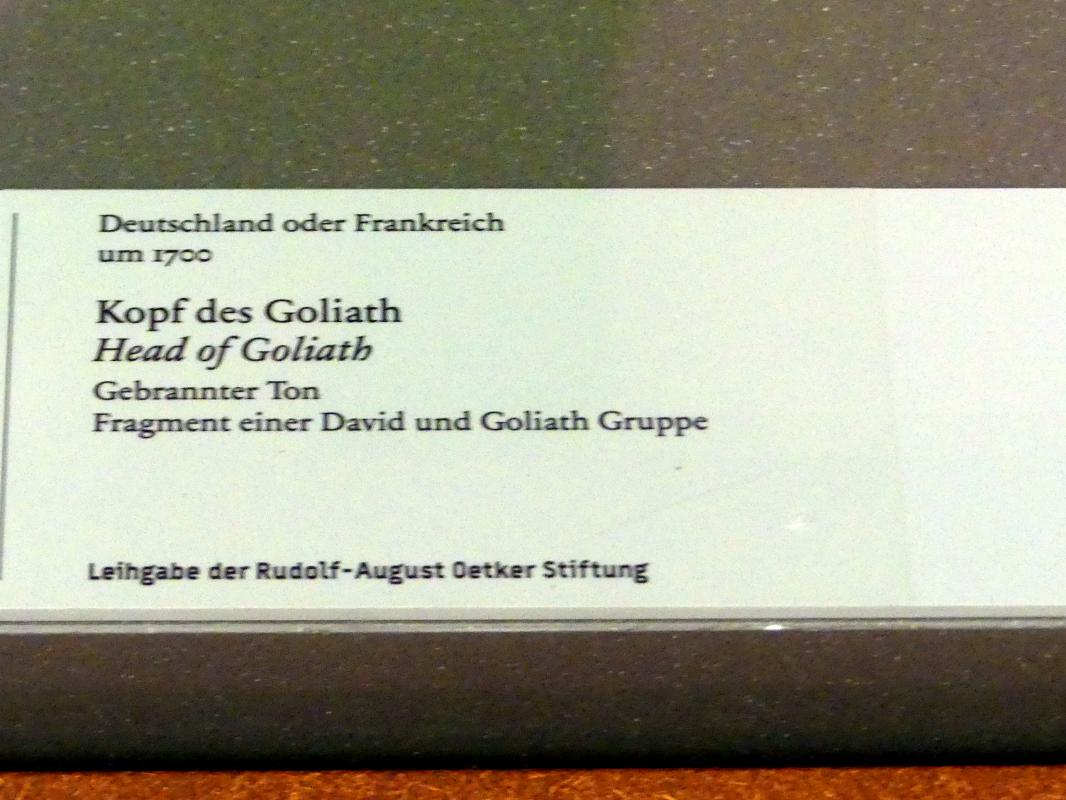 Deutschland oder Frankreich
um 1700
Kopf des Goliath
Head of Goliath
Gebrannter Ton
Fragment einer David und Goliath Gruppe
Leihgabe der Rudolf-August Oetker Stiftung